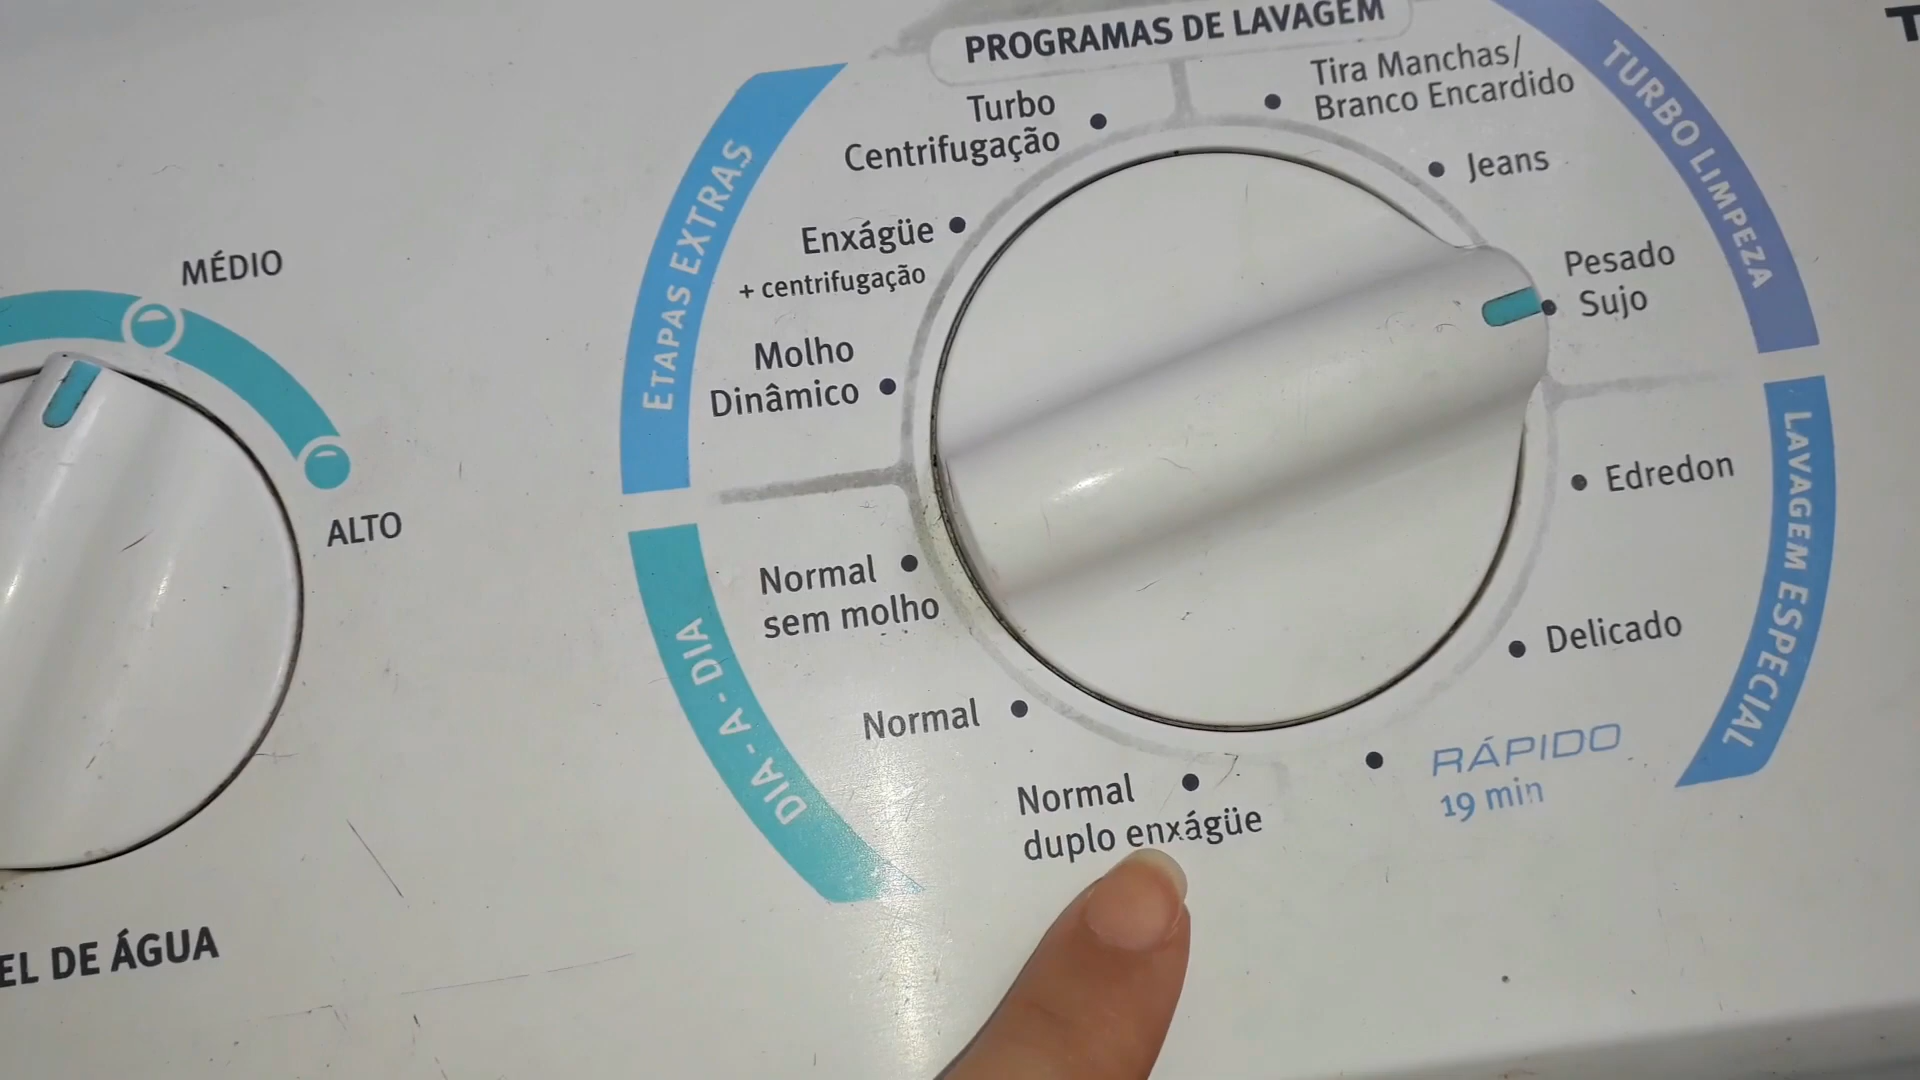 PROGRAMAS DE LAVAGEM
Tira Manchas/
Branco Encardido
Jeans
Pesado
Sujo
TURBO LIMPEZA
Edredon
Delicado
RÁPIDO
19 min
LAVAGEM ESPECIAL
Turbo
Centrifugação
Enxágüe
+ centrifugação
Molho
Dinâmico
ETAPAS EXTRAS
Normal
sem molho
Normal
Normal
duplo enxágüe
DIA-A-DIA
MÉDIO
ALTO
DE ÁGUA